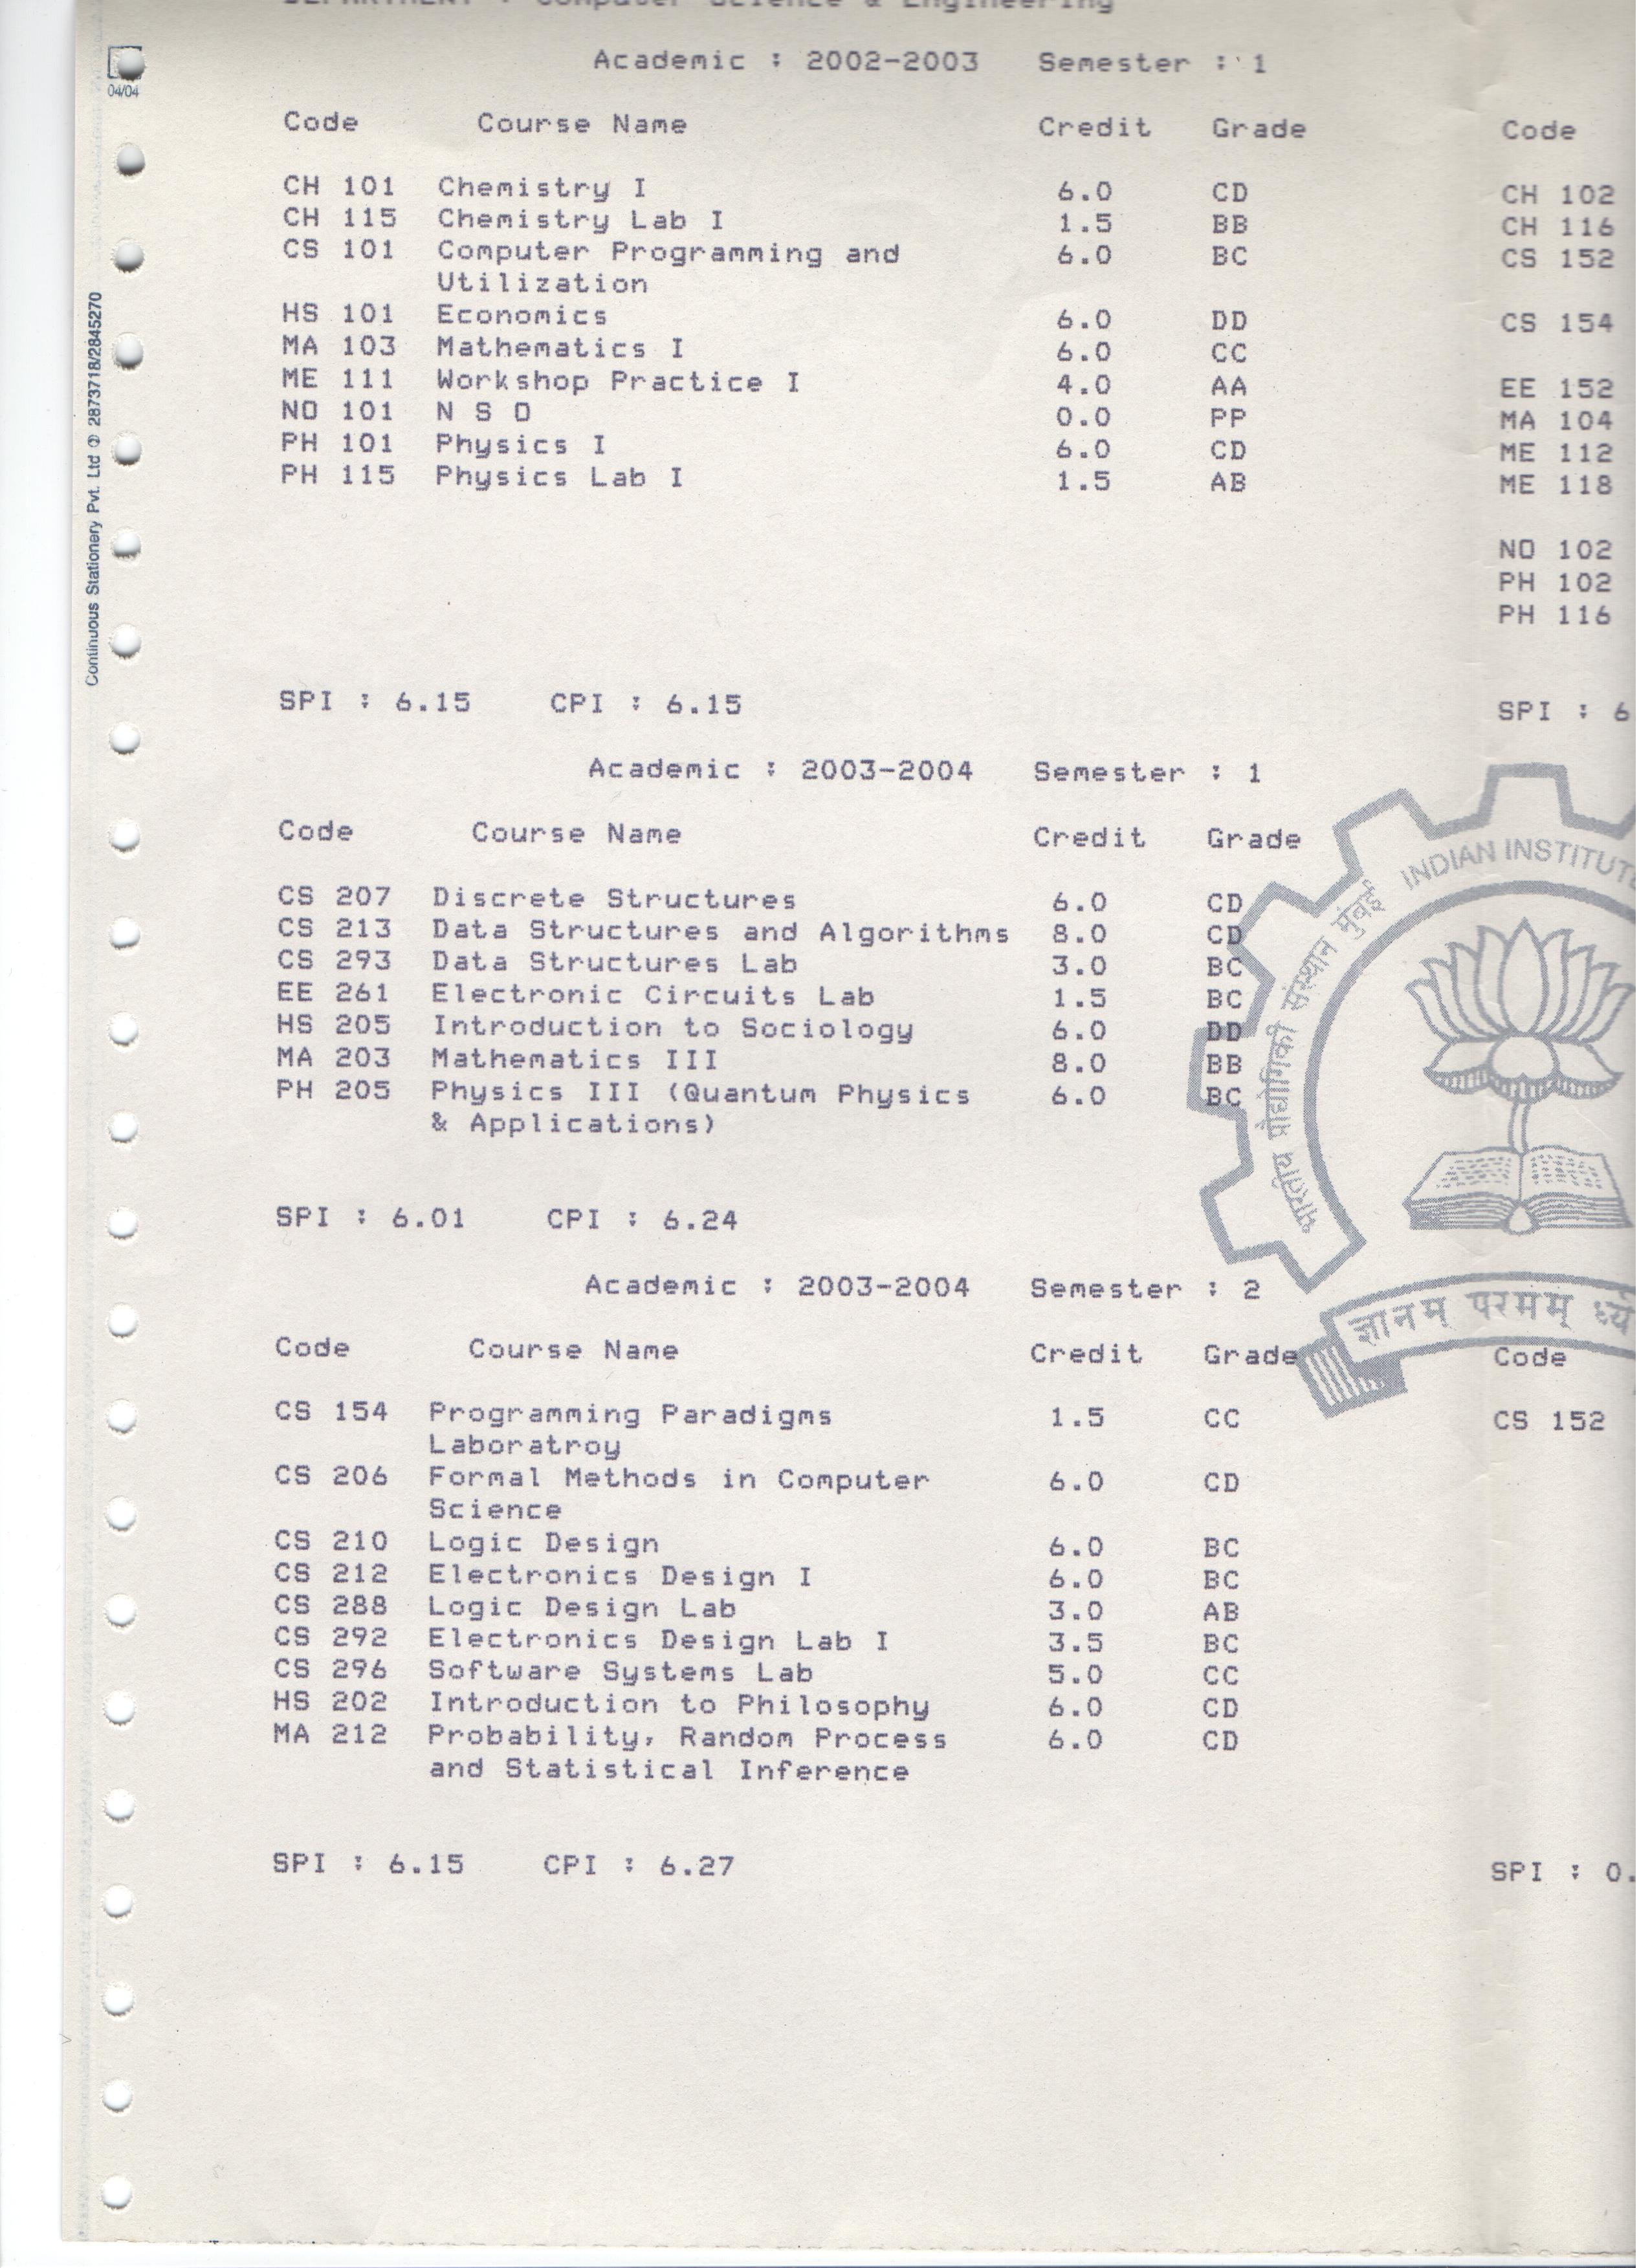 DEPARTMENT : Computer Science & Engineering
Academic : 2002-2003 Semester : 1
04/04
Code Course Name Credit Grade
CH 101 Chemistry I 6.0 CD
CH 115 Chemistry Lab I 1.5 BB
CS 101 Computer Programming and 6.0 BC
Utilization
HS 101 Economics 6.0 DD
MA 103 Mathematics I 6.0 CC
ME 111 Workshop Practice I 4.0 AA
NO 101 N S O 0.0 PP
PH 101 Physics I 6.0 CD
PH 115 Physics Lab I 1.5 AB
SPI : 6.15 CPI : 6.15
Continuous Stationery Pvt. Ltd ✆ 2873718/2845270
Code
CH 102
CH 116
CS 152
CS 154
EE 152
MA 104
ME 112
ME 118
NO 102
PH 102
PH 116
SPI : 6
Academic : 2003-2004 Semester : 1
Code Course Name Credit Grade
CS 207 Discrete Structures 6.0 CD
CS 213 Data Structures and Algorithms 8.0 CD
CS 293 Data Structures Lab 3.0 BC
EE 261 Electronic Circuits Lab 1.5 BC
HS 205 Introduction to Sociology 6.0 DD
MA 203 Mathematics III 8.0 BB
PH 205 Physics III (Quantum Physics 6.0 BC
& Applications)
SPI : 6.01 CPI : 6.24
भारतीय प्रौद्योगिकी संस्थान मुंबई
INDIAN INSTITUTE
ज्ञानम् परमम् ध्ये
Academic : 2003-2004 Semester : 2
Code Course Name Credit Grade
CS 154 Programming Paradigms 1.5 CC
Laboratroy
CS 206 Formal Methods in Computer 6.0 CD
Science
CS 210 Logic Design 6.0 BC
CS 212 Electronics Design I 6.0 BC
CS 288 Logic Design Lab 3.0 AB
CS 292 Electronics Design Lab I 3.5 BC
CS 296 Software Systems Lab 5.0 CC
HS 202 Introduction to Philosophy 6.0 CD
MA 212 Probability, Random Process 6.0 CD
and Statistical Inference
SPI : 6.15 CPI : 6.27
Code
CS 152
SPI : 0.